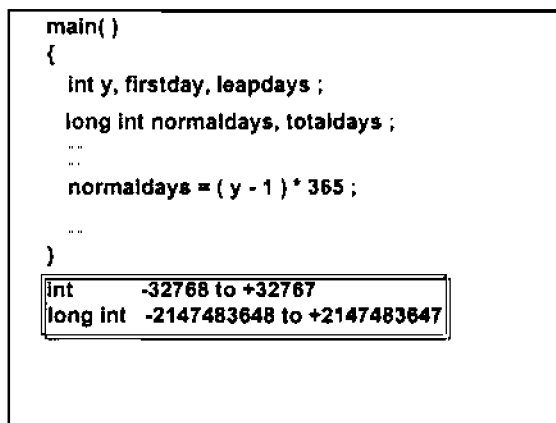 main( )
{
int y, firstday, leapdays ;
long int normaldays, totaldays ;
....
....
normaldays = ( y - 1 ) * 365 ;
....
}
int -32768 to +32767
long int -2147483648 to +2147483647